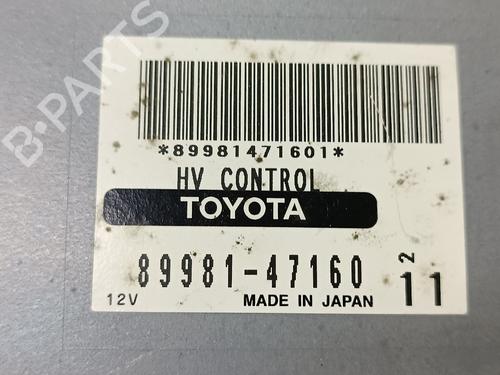 *89981471601*
HV CONTROL
TOYOTA
89981-47160
2
11
12V
MADE IN JAPAN
B-PARTS